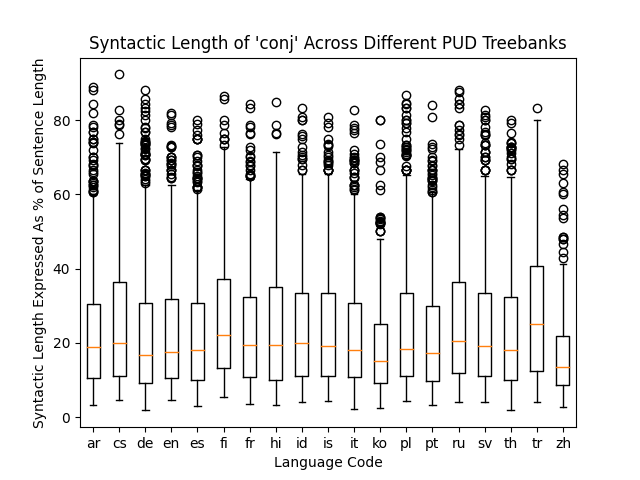 Syntactic Length of 'conj' Across Different PUD Treebanks
Syntactic Length Expressed As % of Sentence Length
80
60
40
20
0
ar cs de en es fi fr hi id is it ko pl pt ru sv th tr zh
Language Code